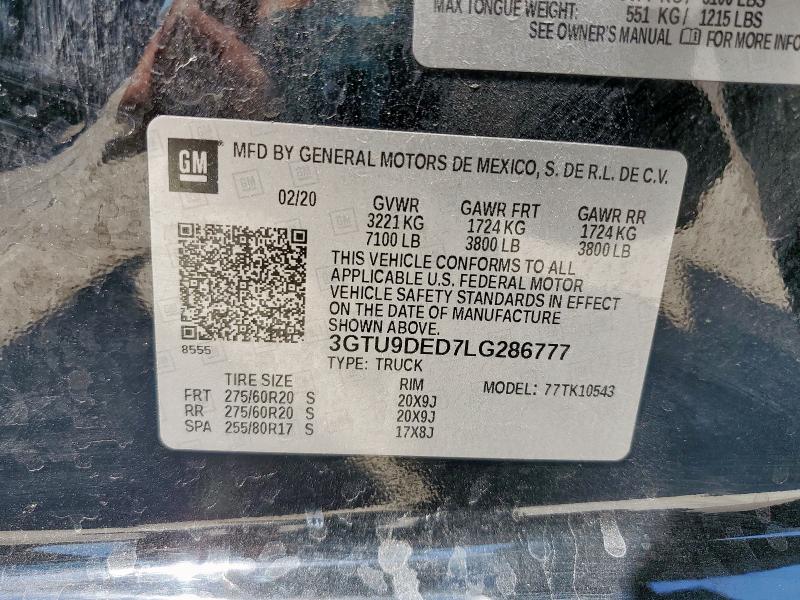 MAX TONGUE WEIGHT: 551 KG / 1215 LBS
SEE OWNER'S MANUAL FOR MORE INFO
GM MFD BY GENERAL MOTORS DE MEXICO, S. DE R.L. DE C.V.
02/20 GVWR GAWR FRT GAWR RR
3221 KG 1724 KG 1724 KG
7100 LB 3800 LB 3800 LB
THIS VEHICLE CONFORMS TO ALL
APPLICABLE U.S. FEDERAL MOTOR
VEHICLE SAFETY STANDARDS IN EFFECT
ON THE DATE OF MANUFACTURE
SHOWN ABOVE.
8555
3GTU9DED7LG286777
TYPE: TRUCK
TIRE SIZE RIM MODEL: 77TK10543
FRT 275/60R20 S 20X9J
RR 275/60R20 S 20X9J
SPA 255/80R17 S 17X8J